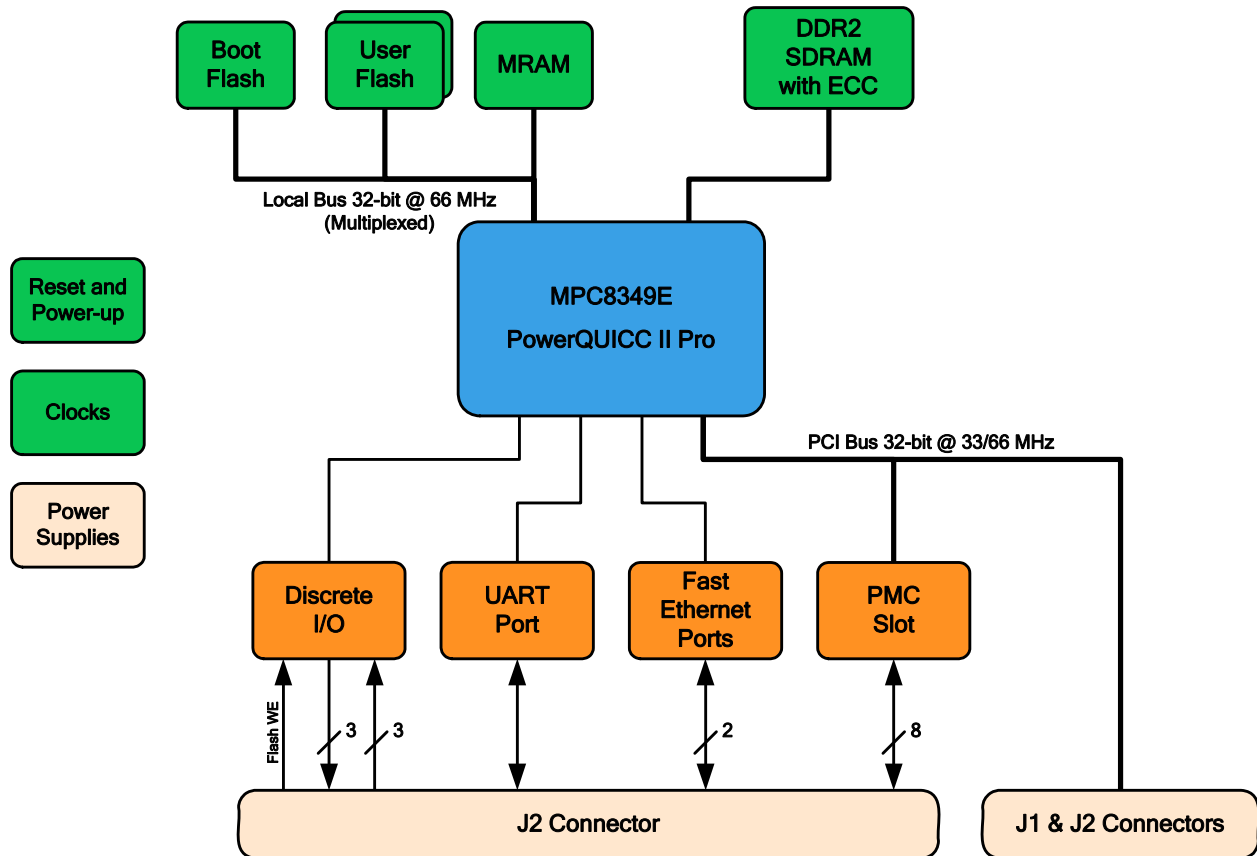 Boot
Flash
User
Flash
MRAM
DDR2
SDRAM
with ECC
Local Bus 32-bit @ 66 MHz
(Multiplexed)
MPC8349E
PowerQUICC II Pro
Reset and
Power-up
Clocks
Power
Supplies
PCI Bus 32-bit @ 33/66 MHz
Discrete
I/O
UART
Port
Fast
Ethernet
Ports
PMC
Slot
Flash WE
3
3
2
8
J2 Connector
J1 & J2 Connectors